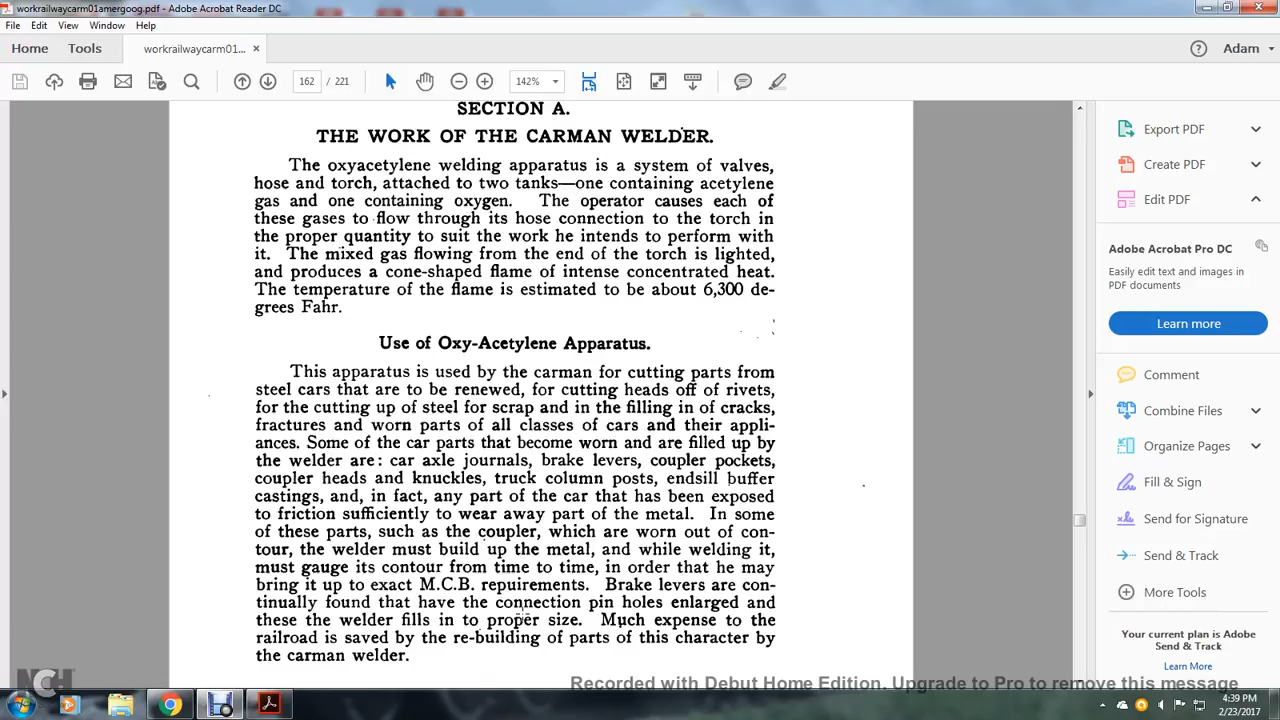 workrailwaycarm01amergoog.pdf - Adobe Acrobat Reader DC
File Edit View Window Help
Home Tools workrailwaycarm01... × Adam
162 / 221 142%
SECTION A.
THE WORK OF THE CARMAN WELDER.
The oxyacetylene welding apparatus is a system of valves,
hose and torch, attached to two tanks—one containing acetylene
gas and one containing oxygen. The operator causes each of
these gases to flow through its hose connection to the torch in
the proper quantity to suit the work he intends to perform with
it. The mixed gas flowing from the end of the torch is lighted,
and produces a cone-shaped flame of intense concentrated heat.
The temperature of the flame is estimated to be about 6,300 de-
grees Fahr.
Use of Oxy-Acetylene Apparatus.
This apparatus is used by the carman for cutting parts from
steel cars that are to be renewed, for cutting heads off of rivets,
for the cutting up of steel for scrap and in the filling in of cracks,
fractures and worn parts of all classes of cars and their appli-
ances. Some of the car parts that become worn and are filled up by
the welder are: car axle journals, brake levers, coupler pockets,
coupler heads and knuckles, truck column posts, endsill buffer
castings, and, in fact, any part of the car that has been exposed
to friction sufficiently to wear away part of the metal. In some
of these parts, such as the coupler, which are worn out of con-
tour, the welder must build up the metal, and while welding it,
must gauge its contour from time to time, in order that he may
bring it up to exact M.C.B. repuirements. Brake levers are con-
tinually found that have the connection pin holes enlarged and
these the welder fills in to proper size. Much expense to the
railroad is saved by the re-building of parts of this character by
the carman welder.
Export PDF
Create PDF
Edit PDF
Adobe Acrobat Pro DC
Easily edit text and images in
PDF documents
Learn more
Comment
Combine Files
Organize Pages
Fill & Sign
Send for Signature
Send & Track
More Tools
Your current plan is Adobe
Send & Track
Learn More
NCH
Recorded with Debut Home Edition. Upgrade to Pro to remove this message
4:39 PM
2/23/2017